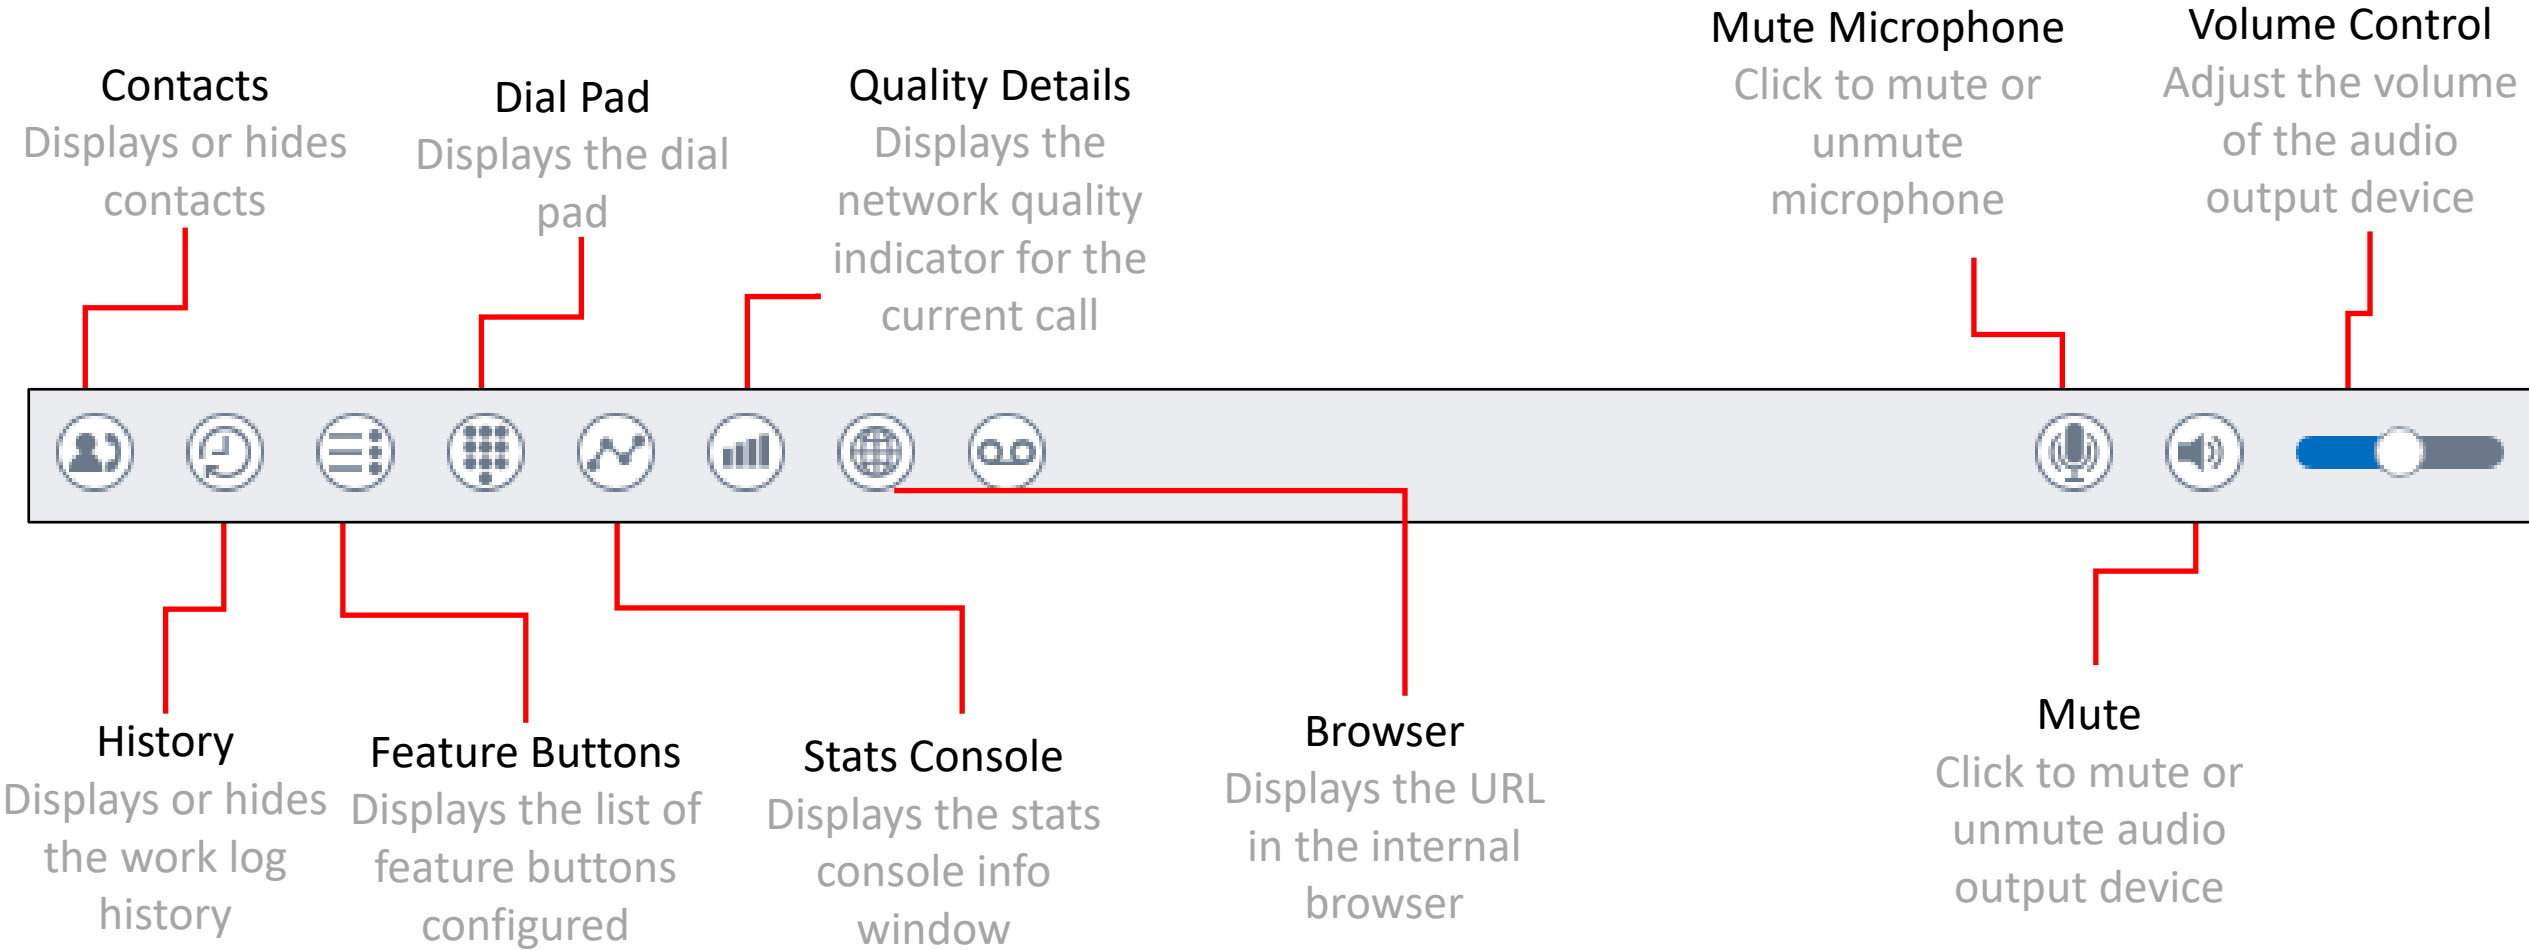 Contacts
Displays or hides
contacts
Dial Pad
Displays the dial
pad
Quality Details
Displays the
network quality
indicator for the
current call
Mute Microphone
Click to mute or
unmute
microphone
Volume Control
Adjust the volume
of the audio
output device
History
Displays or hides
the work log
history
Feature Buttons
Displays the list of
feature buttons
configured
Stats Console
Displays the stats
console info
window
Browser
Displays the URL
in the internal
browser
Mute
Click to mute or
unmute audio
output device